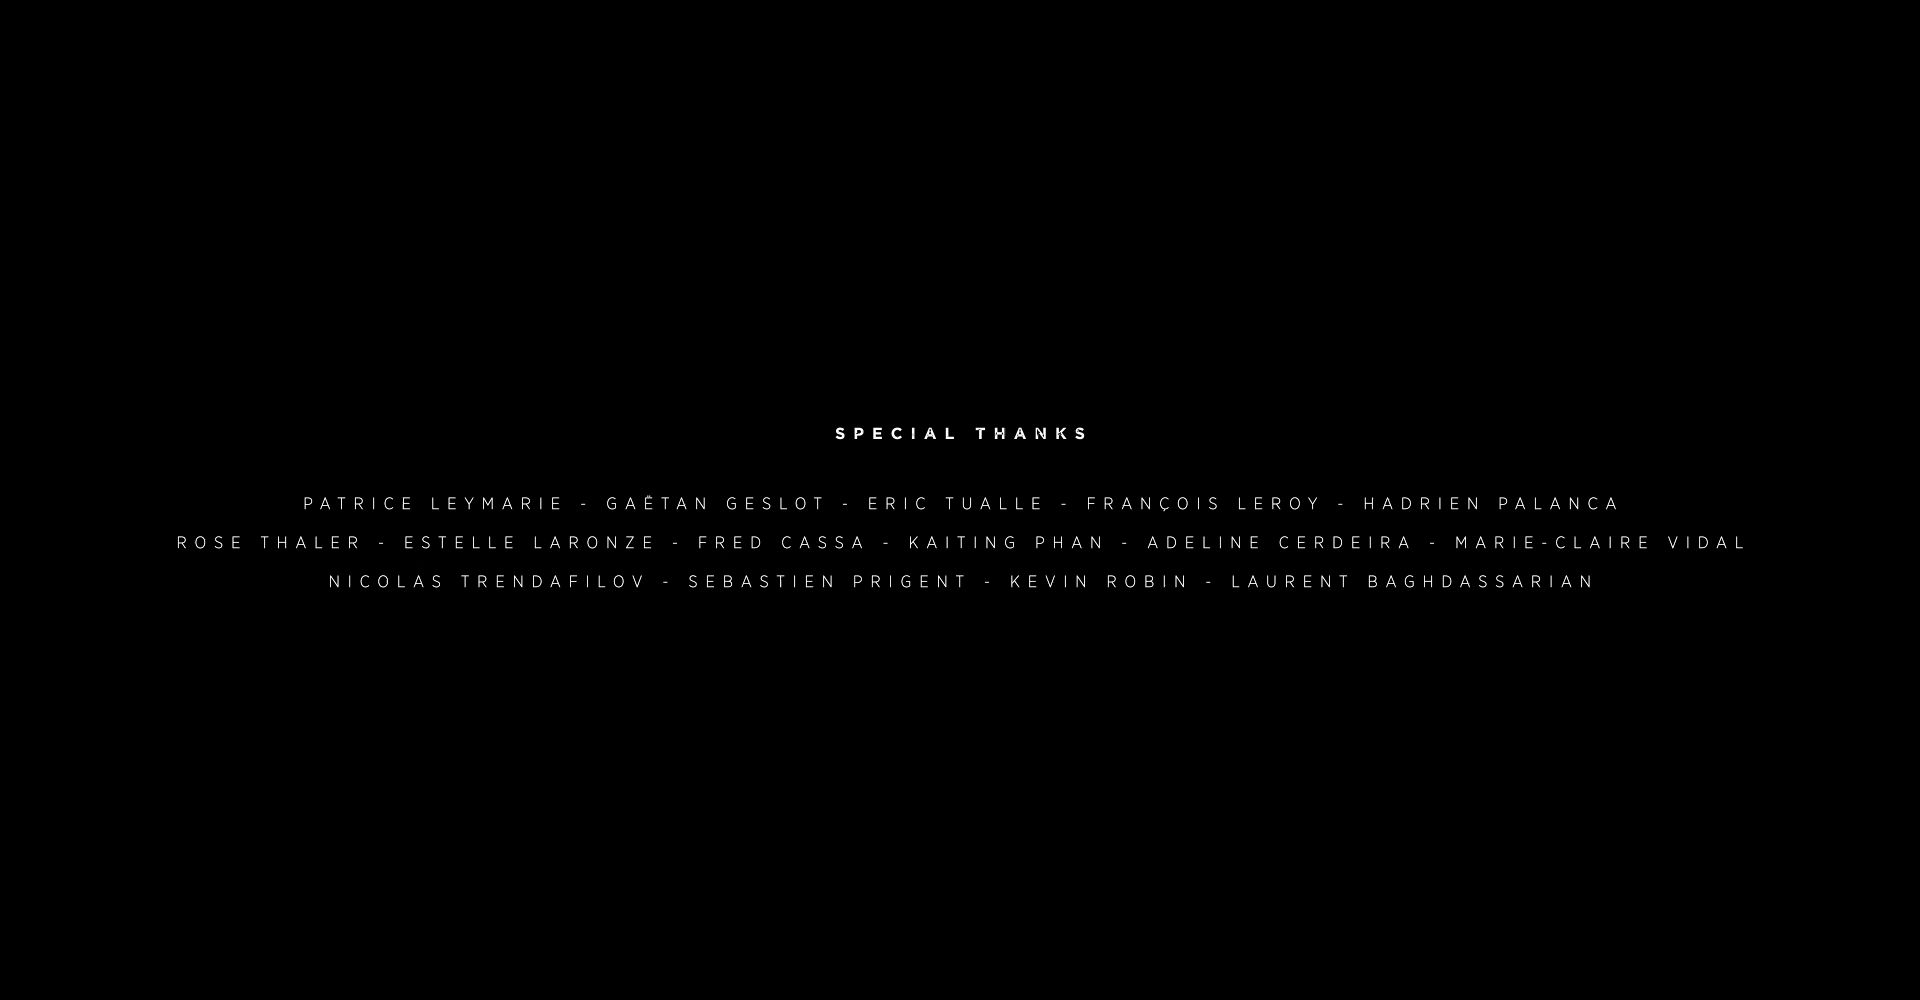 SPECIAL THANKS
PATRICE LEYMARIE - GAËTAN GESLOT - ERIC TUALLE - FRANÇOIS LEROY - HADRIEN PALANCA
ROSE THALER - ESTELLE LARONZE - FRED CASSA - KAITING PHAN - ADELINE CERDEIRA - MARIE-CLAIRE VIDAL
NICOLAS TRENDAFILOV - SEBASTIEN PRIGENT - KEVIN ROBIN - LAURENT BAGHDASSARIAN